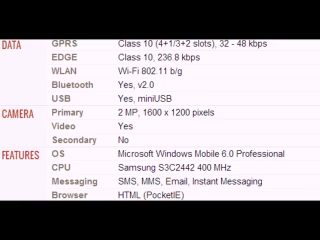 DATA GPRS Class 10 (4+1/3+2 slots), 32 - 48 kbps
EDGE Class 10, 236.8 kbps
WLAN Wi-Fi 802.11 b/g
Bluetooth Yes, v2.0
USB Yes, miniUSB
CAMERA Primary 2 MP, 1600 x 1200 pixels
Video Yes
Secondary No
FEATURES OS Microsoft Windows Mobile 6.0 Professional
CPU Samsung S3C2442 400 MHz
Messaging SMS, MMS, Email, Instant Messaging
Browser HTML (PocketIE)